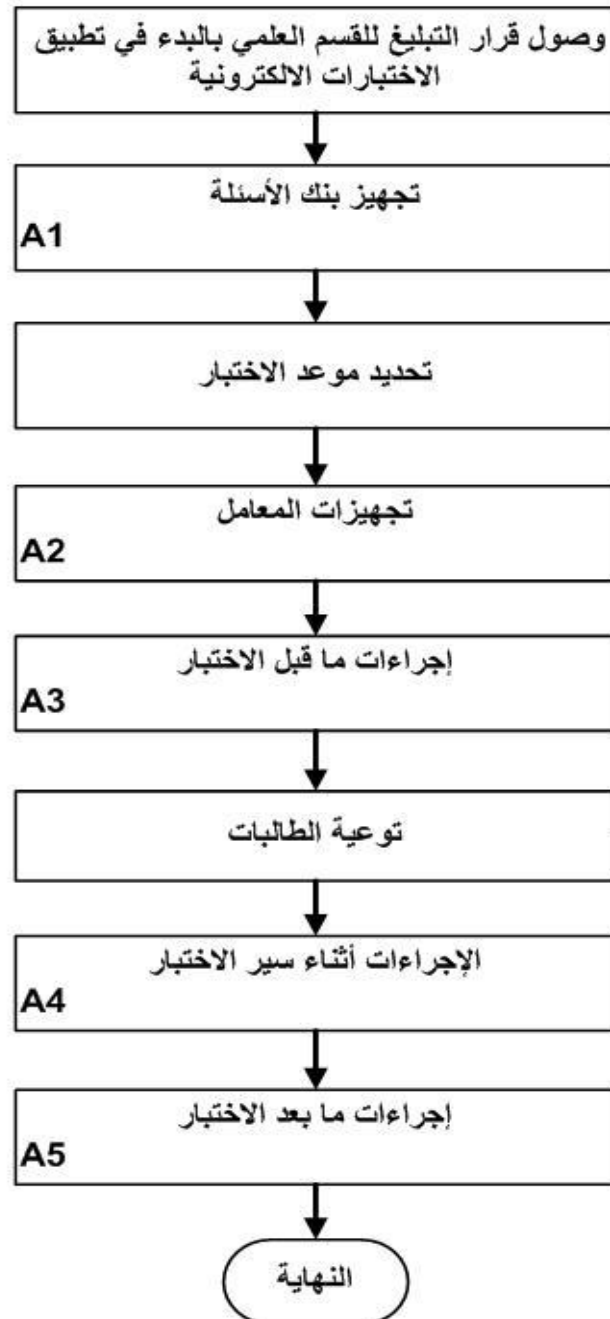 وصول قرار التبليغ للقسم العلمي بالبدء في تطبيق
الاختبارات الالكترونية
تجهيز بنك الأسئلة
A1
تحديد موعد الاختبار
تجهيزات المعامل
A2
إجراءات ما قبل الاختبار
A3
توعية الطالبات
الإجراءات أثناء سير الاختبار
A4
إجراءات ما بعد الاختبار
A5
النهاية